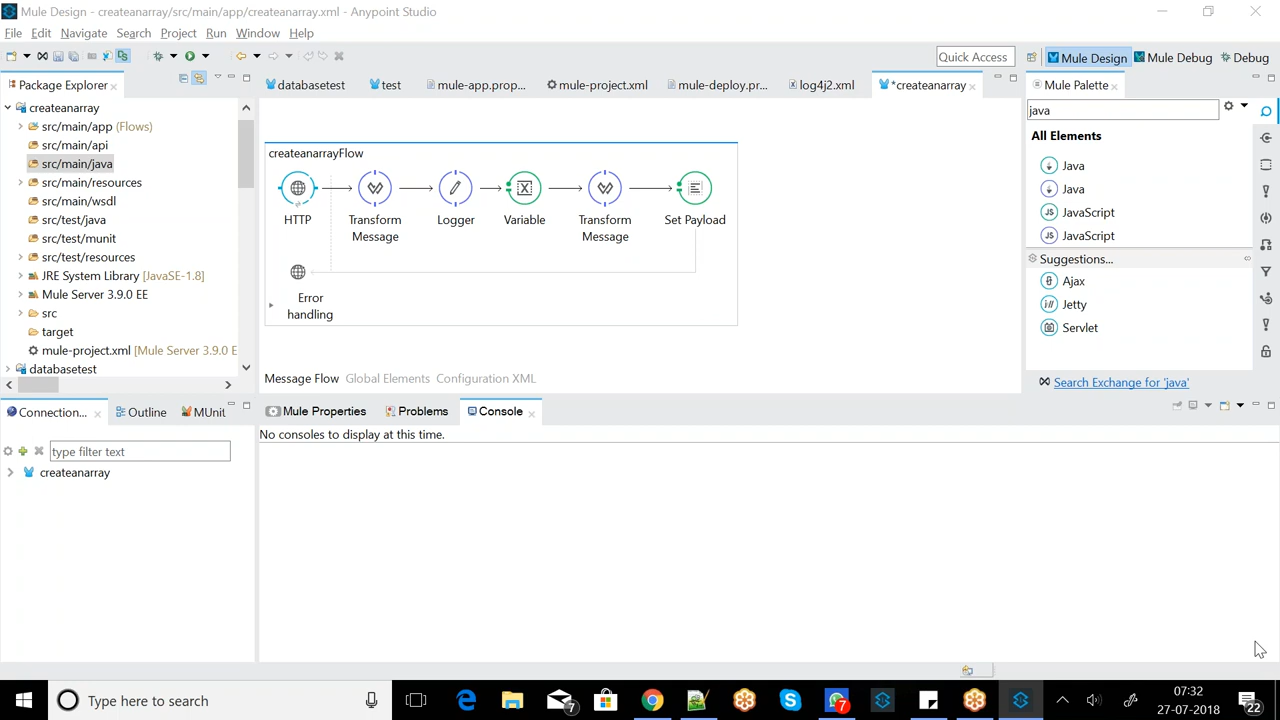 Mule Design - createanarray/src/main/app/createanarray.xml - Anypoint Studio
File Edit Navigate Search Project Run Window Help
Quick Access
Mule Design
Mule Debug
Debug
Package Explorer
createanarray
src/main/app (Flows)
src/main/api
src/main/java
src/main/resources
src/main/wsdl
src/test/java
src/test/munit
src/test/resources
JRE System Library [JavaSE-1.8]
Mule Server 3.9.0 EE
src
target
mule-project.xml [Mule Server 3.9.0 E
databasetest
databasetest
test
mule-app.prop...
mule-project.xml
mule-deploy.pr...
log4j2.xml
*createanarray
createanarrayFlow
HTTP
Transform
Message
Logger
Variable
Transform
Message
Set Payload
Error
handling
Message Flow Global Elements Configuration XML
Mule Palette
java
All Elements
Java
Java
JS JavaScript
JS JavaScript
Suggestions...
Ajax
Jetty
Servlet
Search Exchange for 'java'
Connection...
Outline
MUnit
type filter text
createanarray
Mule Properties
Problems
Console
No consoles to display at this time.
Type here to search
7
7
07:32
27-07-2018
22